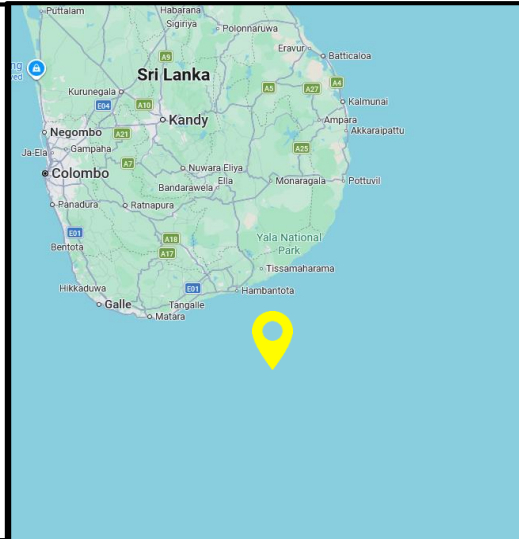 Puttalam
Habarana
Sigiriya
Polonnaruwa
Eravur
Batticaloa
A9
Sri Lanka
A5
A27
A4
Kurunegala
E04
A10
Kalmunai
Negombo
A21
Kandy
Ampara
Akkaraipattu
Ja-Ela
Gampaha
A7
A25
Colombo
Nuwara Eliya
Ella
Bandarawela
Monaragala
Pottuvil
Panadura
Ratnapura
E01
A18
Yala National
Park
Bentota
A17
Tissamaharama
Hikkaduwa
E01
Hambantota
Galle
Tangalle
Matara